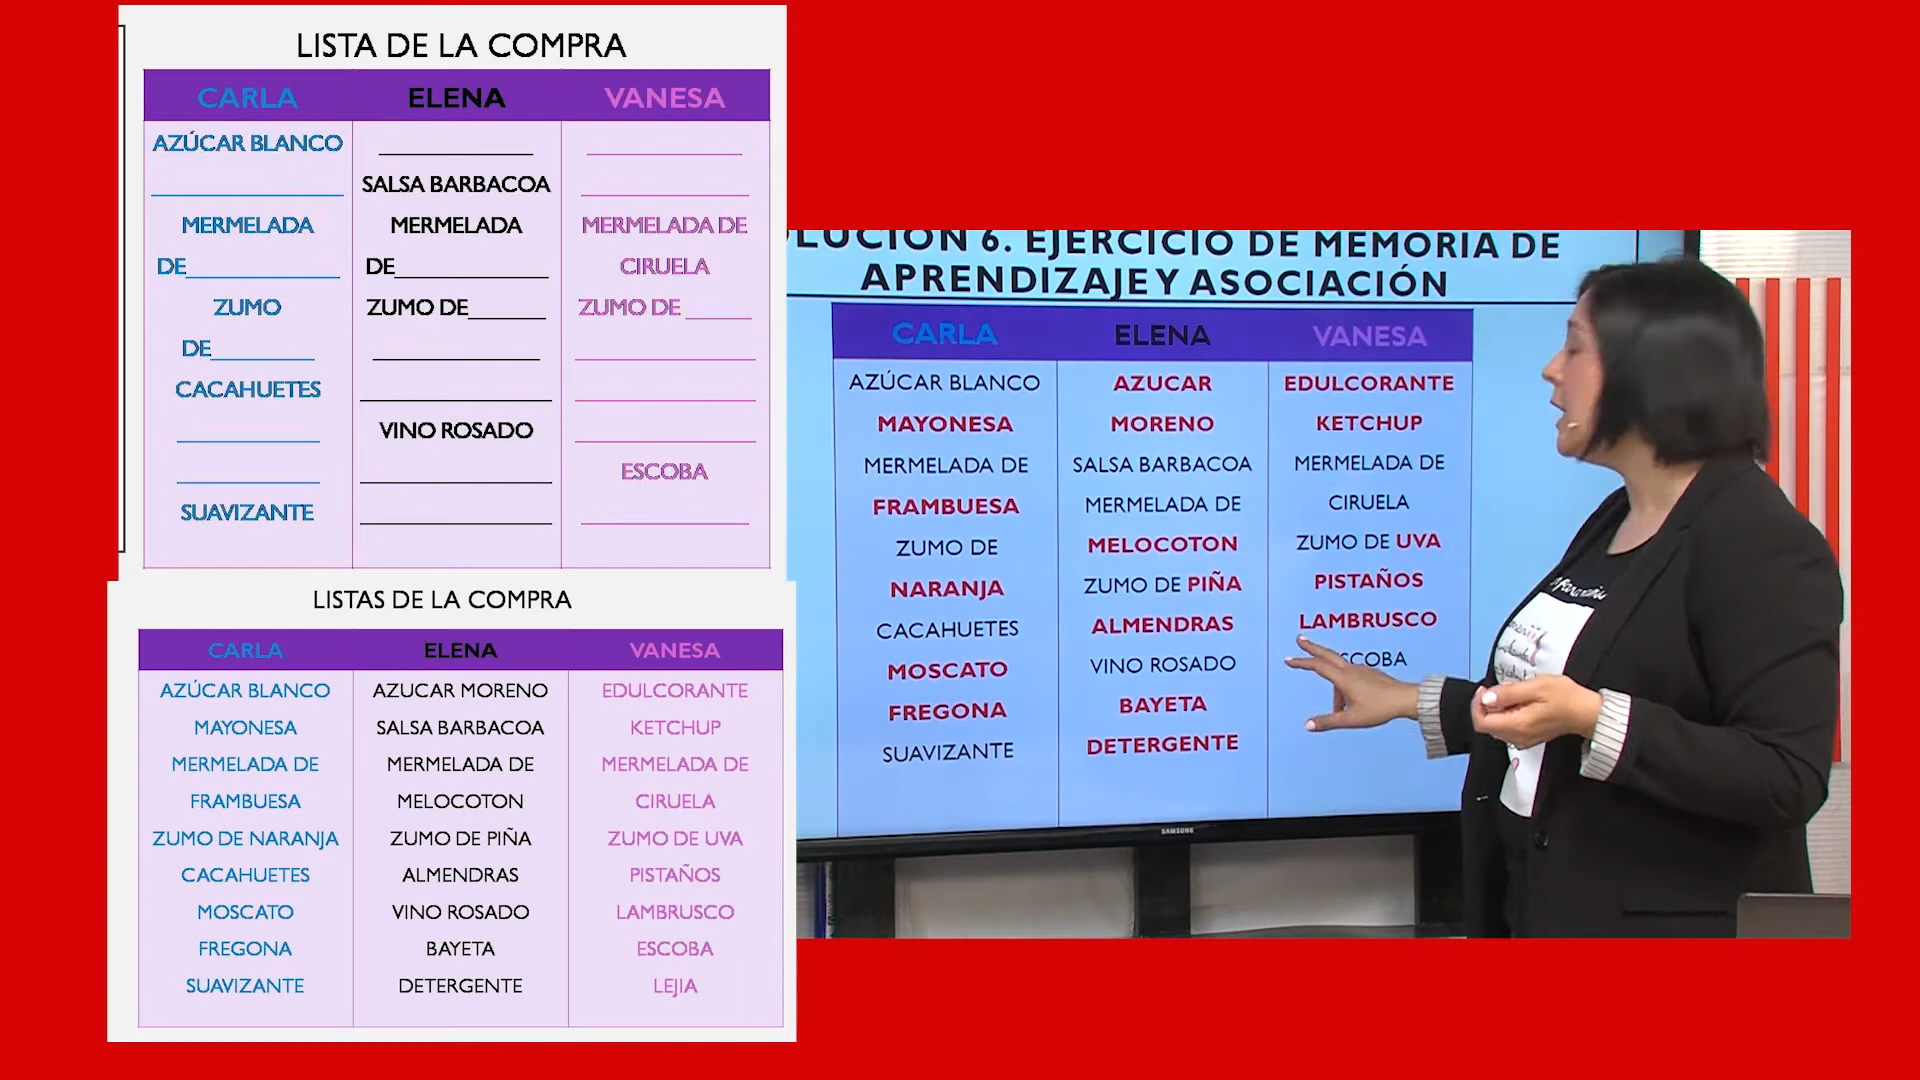 LISTA DE LA COMPRA
CARLA ELENA VANESA
AZÚCAR BLANCO
SALSA BARBACOA
MERMELADA MERMELADA MERMELADA DE
DE DE CIRUELA
ZUMO ZUMO DE ZUMO DE
DE
CACAHUETES
VINO ROSADO
ESCOBA
SUAVIZANTE
LISTAS DE LA COMPRA
CARLA ELENA VANESA
AZÚCAR BLANCO AZUCAR MORENO EDULCORANTE
MAYONESA SALSA BARBACOA KETCHUP
MERMELADA DE MERMELADA DE MERMELADA DE
FRAMBUESA MELOCOTON CIRUELA
ZUMO DE NARANJA ZUMO DE PIÑA ZUMO DE UVA
CACAHUETES ALMENDRAS PISTAÑOS
MOSCATO VINO ROSADO LAMBRUSCO
FREGONA BAYETA ESCOBA
SUAVIZANTE DETERGENTE LEJIA
6. EJERCICIO DE MEMORIA DE
APRENDIZAJE Y ASOCIACIÓN
CARLA ELENA VANESA
AZÚCAR BLANCO AZUCAR EDULCORANTE
MAYONESA MORENO KETCHUP
MERMELADA DE SALSA BARBACOA MERMELADA DE
FRAMBUESA MERMELADA DE CIRUELA
ZUMO DE MELOCOTON ZUMO DE UVA
NARANJA ZUMO DE PIÑA PISTAÑOS
CACAHUETES ALMENDRAS LAMBRUSCO
MOSCATO VINO ROSADO
FREGONA BAYETA
SUAVIZANTE DETERGENTE
SAMSUNG